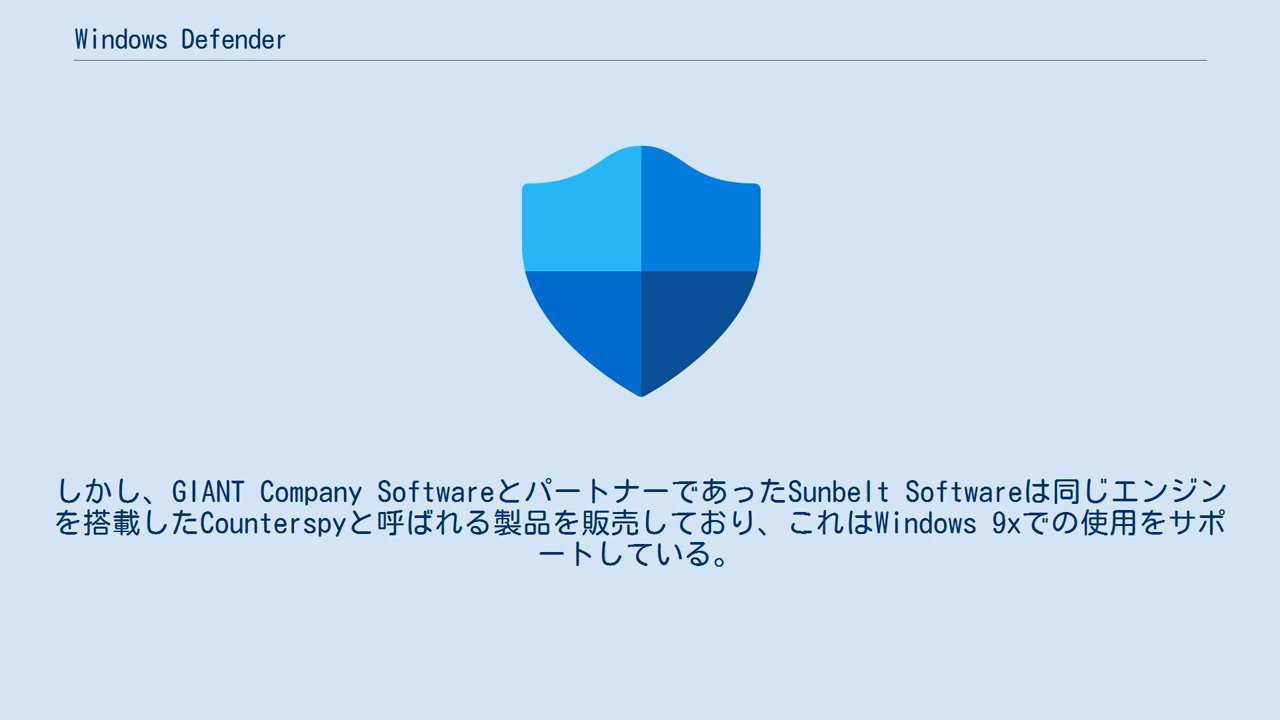 Windows Defender
しかし、GIANT Company SoftwareとパートナーであったSunbelt Softwareは同じエンジン
を搭載したCounterspyと呼ばれる製品を販売しており、これはWindows 9xでの使用をサポ
ートしている。